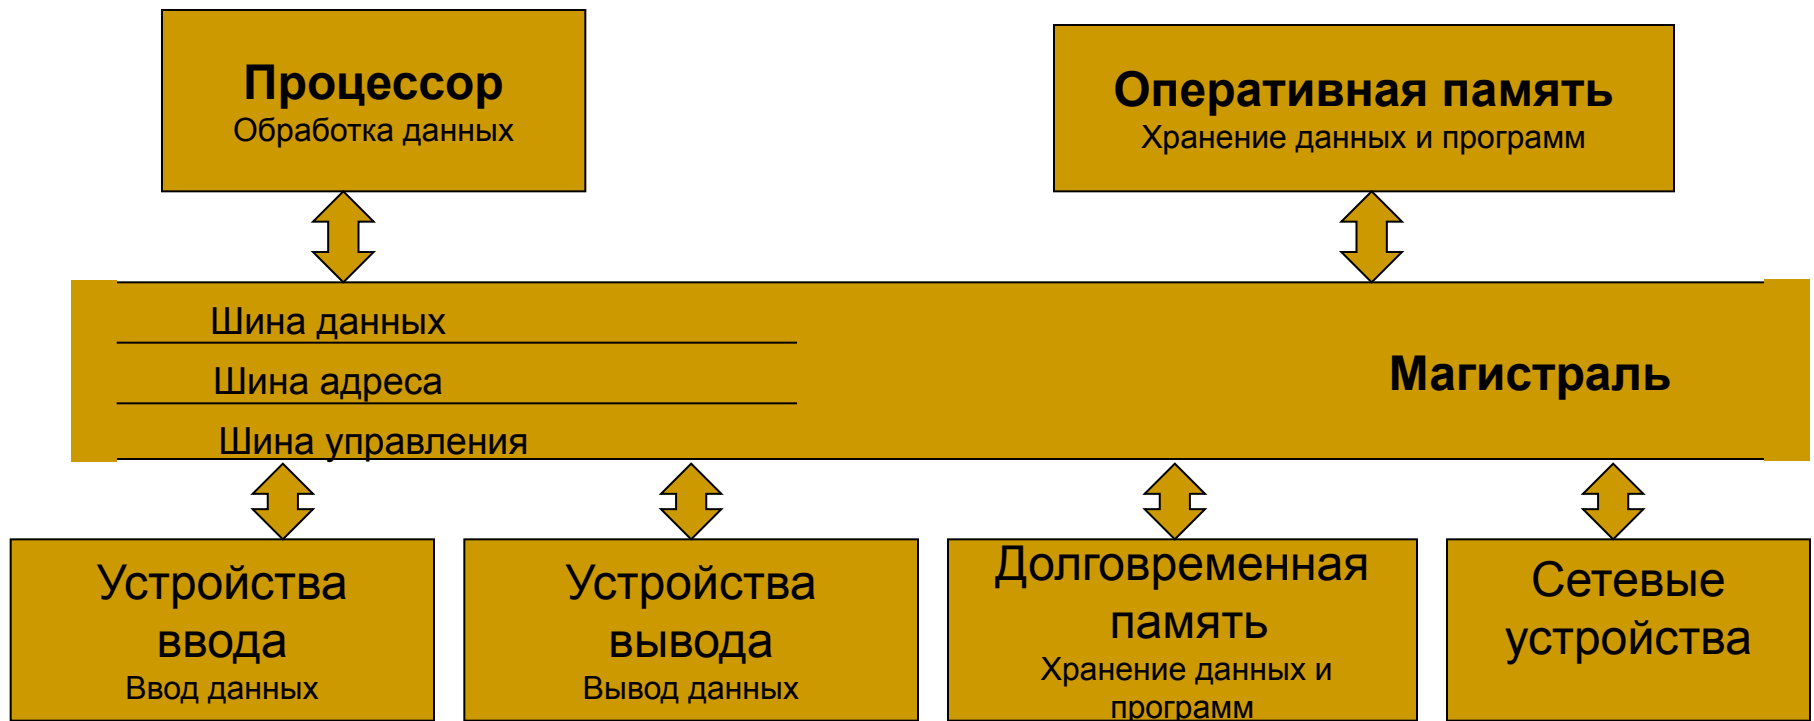 Процессор
Обработка данных
Оперативная память
Хранение данных и программ
Шина данных
Шина адреса
Шина управления
Магистраль
Устройства
ввода
Ввод данных
Устройства
вывода
Вывод данных
Долговременная
память
Хранение данных и
программ
Сетевые
устройства